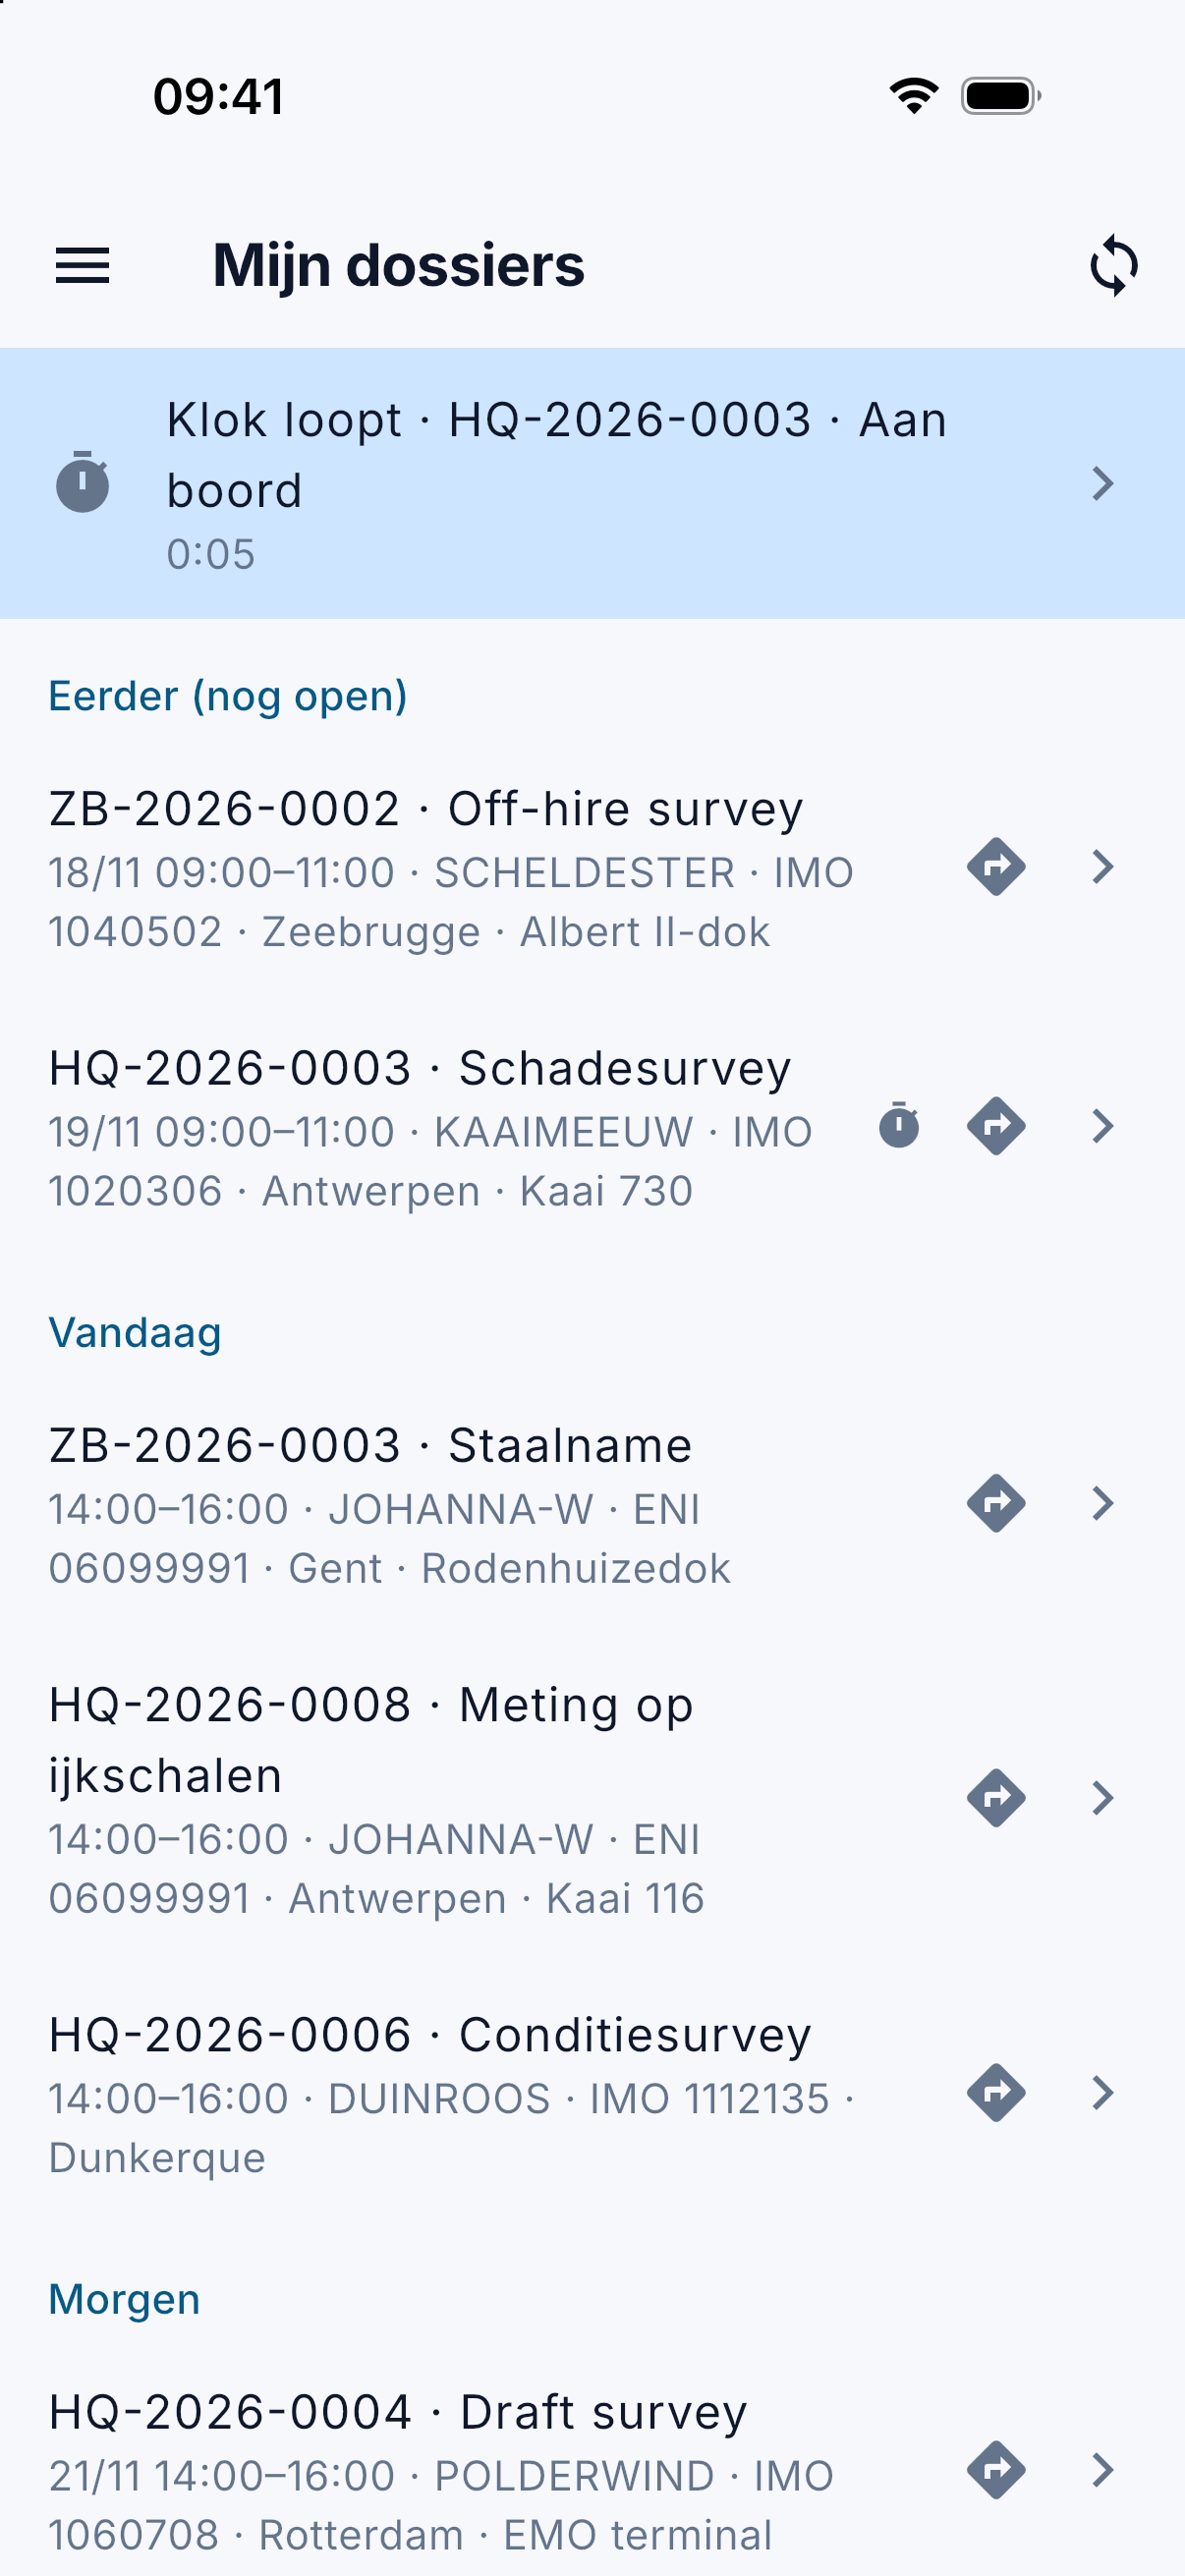 09:41
Mijn dossiers
Klok loopt · HQ-2026-0003 · Aan
boord
0:05
Eerder (nog open)
ZB-2026-0002 · Off-hire survey
18/11 09:00–11:00 · SCHELDESTER · IMO
1040502 · Zeebrugge · Albert II-dok
HQ-2026-0003 · Schadesurvey
19/11 09:00–11:00 · KAAIMEEUW · IMO
1020306 · Antwerpen · Kaai 730
Vandaag
ZB-2026-0003 · Staalname
14:00–16:00 · JOHANNA-W · ENI
06099991 · Gent · Rodenhuizedok
HQ-2026-0008 · Meting op
ijkschalen
14:00–16:00 · JOHANNA-W · ENI
06099991 · Antwerpen · Kaai 116
HQ-2026-0006 · Conditiesurvey
14:00–16:00 · DUINROOS · IMO 1112135 ·
Dunkerque
Morgen
HQ-2026-0004 · Draft survey
21/11 14:00–16:00 · POLDERWIND · IMO
1060708 · Rotterdam · EMO terminal